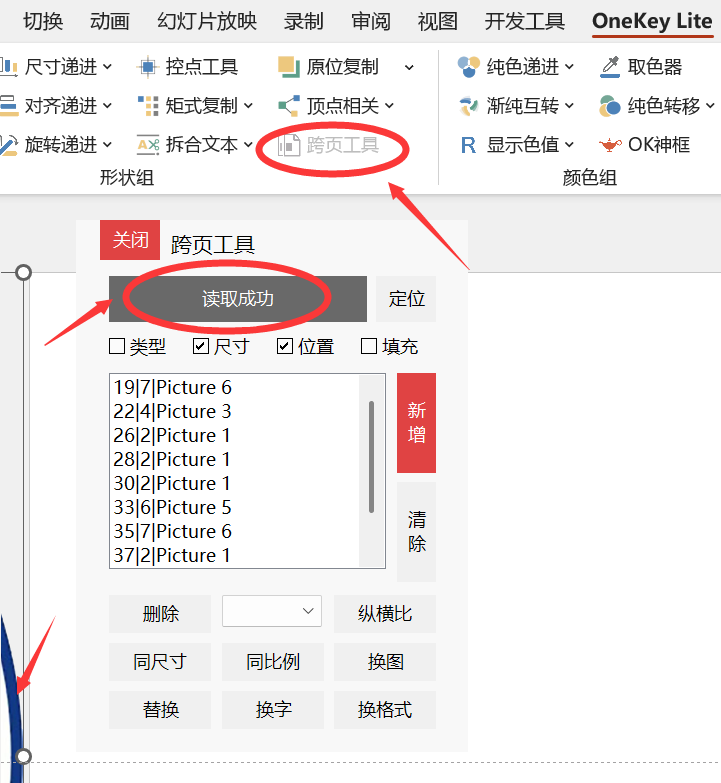 切换 动画 幻灯片放映 录制 审阅 视图 开发工具 OneKey Lite
尺寸递进 控点工具 原位复制 纯色递进 取色器
对齐递进 矩式复制 顶点相关 渐纯互转 纯色转移
旋转递进 拆合文本 跨页工具 显示色值 OK神框
形状组 颜色组
关闭 跨页工具
读取成功 定位
类型 尺寸 位置 填充
19|7|Picture 6
22|4|Picture 3
26|2|Picture 1
28|2|Picture 1
30|2|Picture 1
33|6|Picture 5
35|7|Picture 6
37|2|Picture 1
新增
清除
删除 纵横比
同尺寸 同比例 换图
替换 换字 换格式